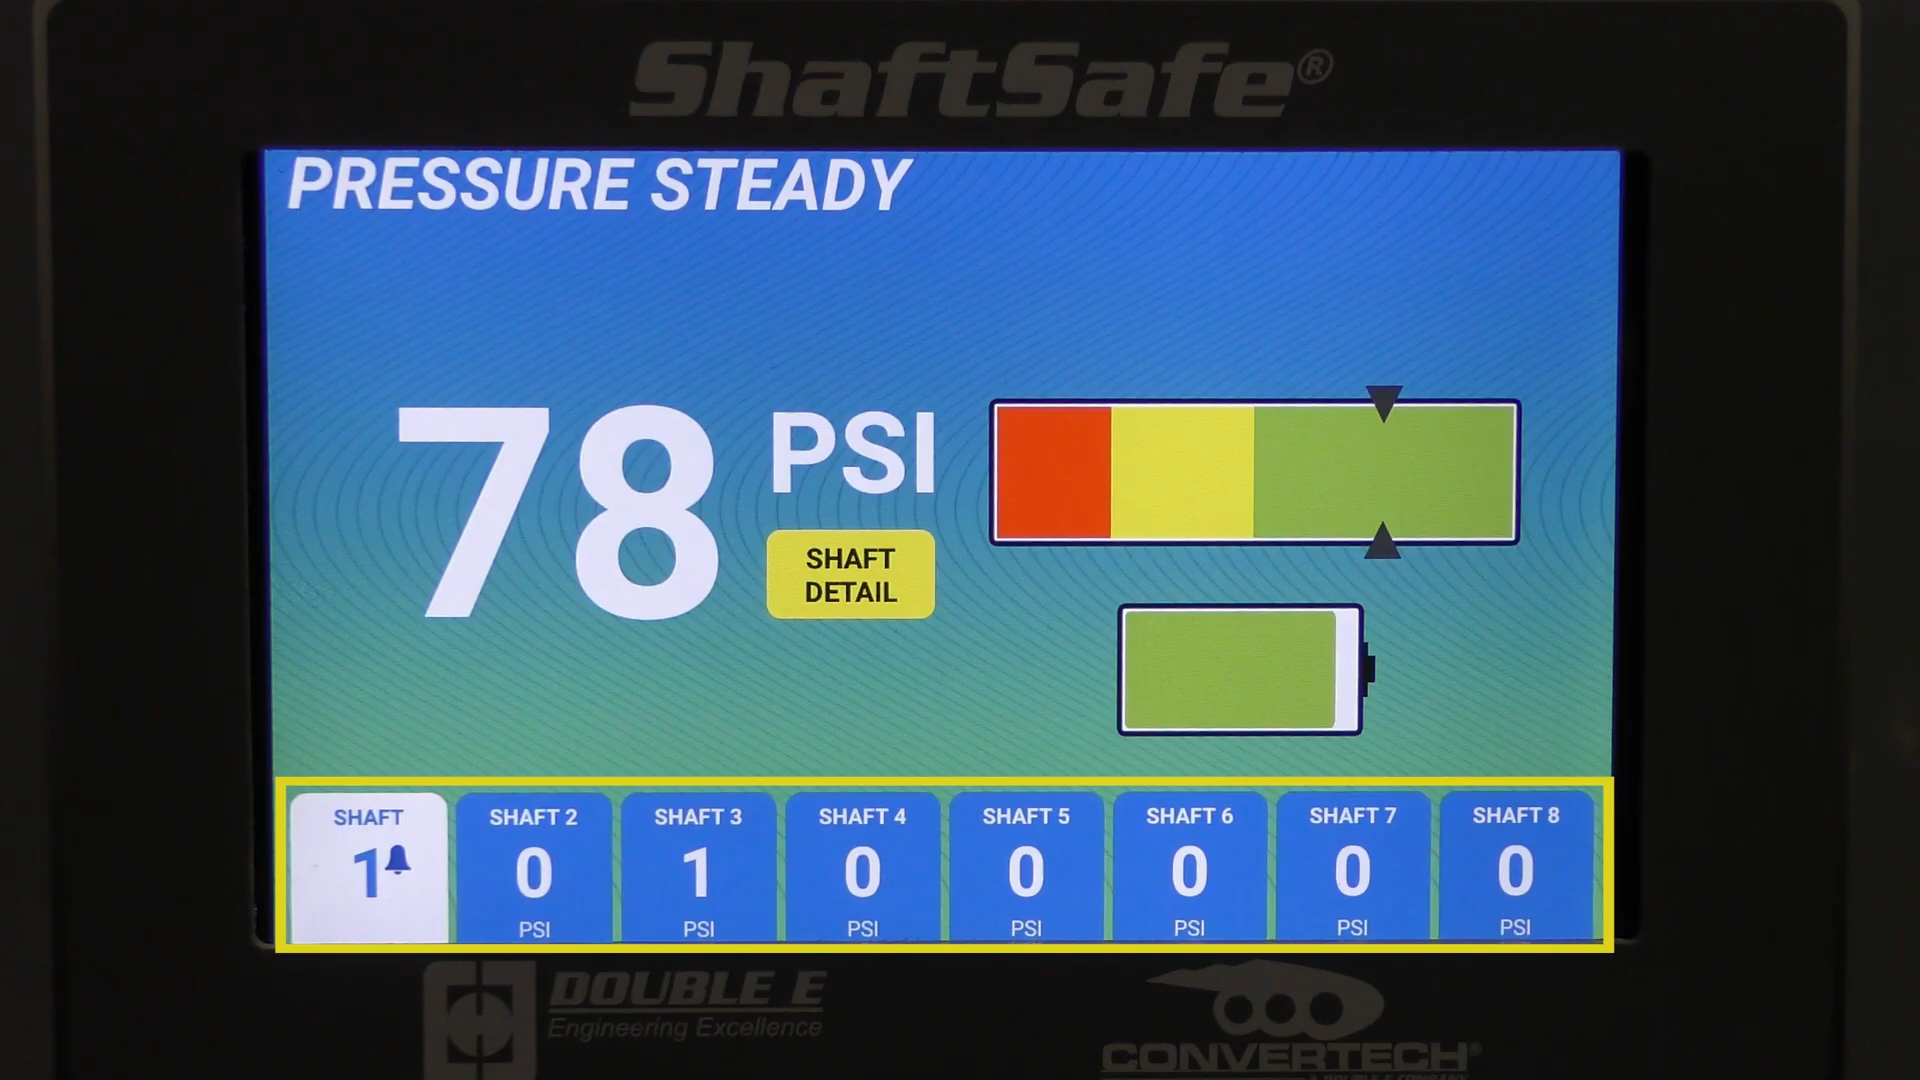 ShaftSafe®
PRESSURE STEADY
78 PSI
SHAFT
DETAIL
SHAFT
1
SHAFT 2
0
PSI
SHAFT 3
1
PSI
SHAFT 4
0
PSI
SHAFT 5
0
PSI
SHAFT 6
0
PSI
SHAFT 7
0
PSI
SHAFT 8
0
PSI
DOUBLE E
Engineering Excellence
CONVERTECH®
A DOUBLE E COMPANY